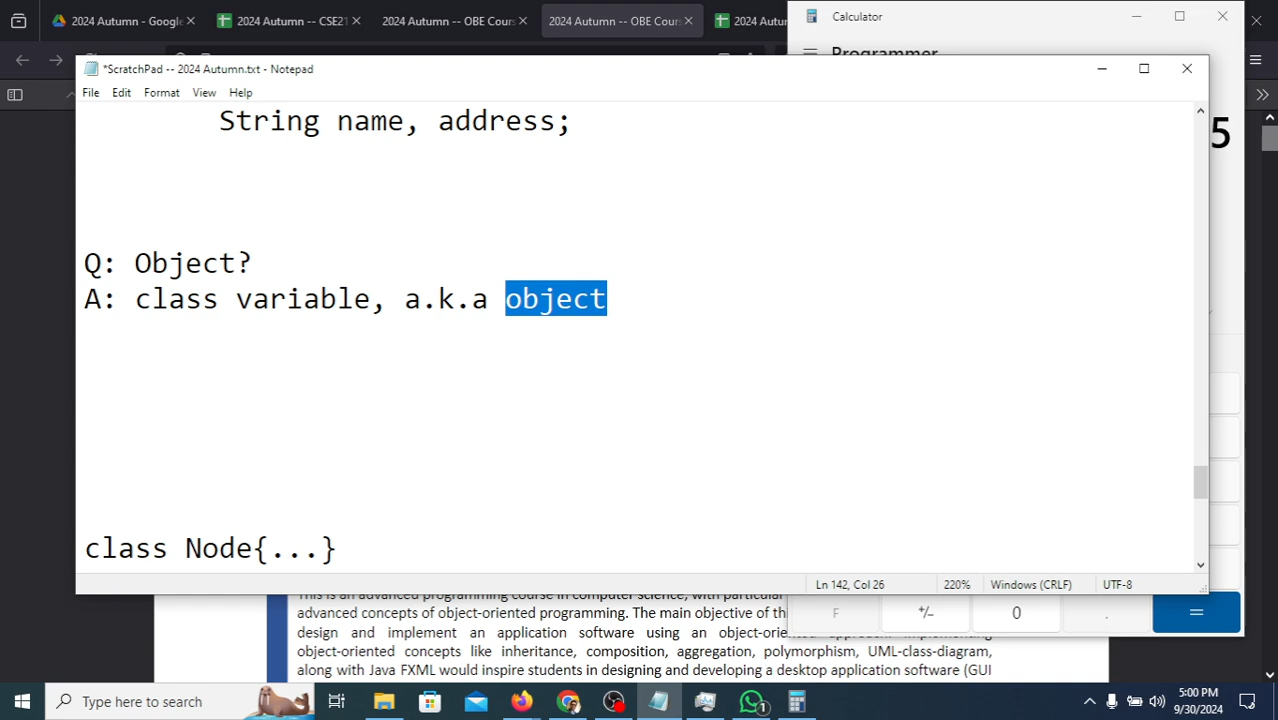 2024 Autumn - Google
2024 Autumn -- CSE21
2024 Autumn -- OBE Cours
2024 Autumn -- OBE Cours
2024 Autum
Calculator
Programmer
5
*ScratchPad -- 2024 Autumn.txt - Notepad
File Edit Format View Help
String name, address;
Q: Object?
A: class variable, a.k.a object
class Node{...}
Ln 142, Col 26 220% Windows (CRLF) UTF-8
F +/- 0 . =
This is an advanced programming course in computer science, with particular
advanced concepts of object-oriented programming. The main objective of th
design and implement an application software using an object-oriented approach. Implementing
object-oriented concepts like inheritance, composition, aggregation, polymorphism, UML-class-diagram,
along with Java FXML would inspire students in designing and developing a desktop application software (GUI
Type here to search
1
5:00 PM
9/30/2024